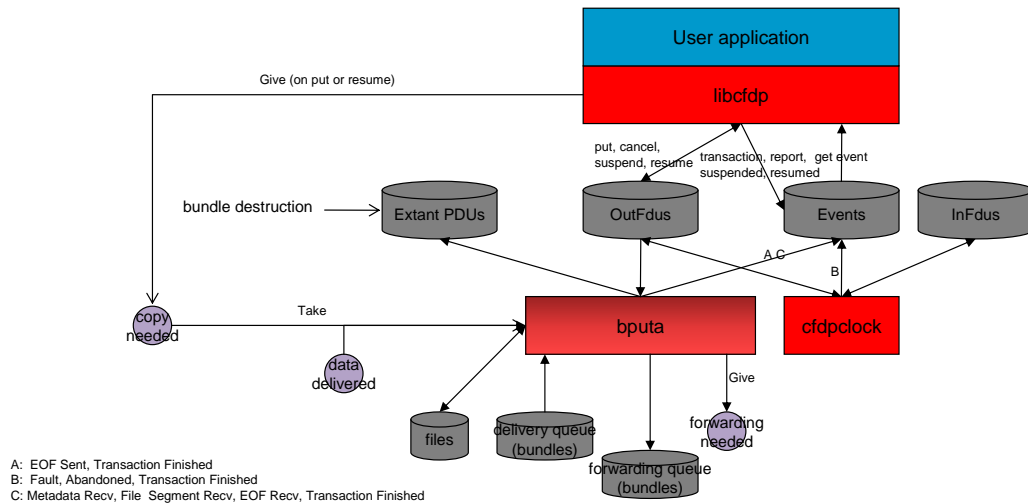 User application
Give (on put or resume)
libcfdp
put, cancel,
suspend, resume
transaction, report,
suspended, resumed
get event
bundle destruction
Extant PDUs
OutFdus
Events
InFdus
A C
B
copy
needed
Take
bputa
cfdpclock
data
delivered
Give
files
delivery queue
(bundles)
forwarding
needed
forwarding queue
(bundles)
A: EOF Sent, Transaction Finished
B: Fault, Abandoned, Transaction Finished
C: Metadata Recv, File Segment Recv, EOF Recv, Transaction Finished